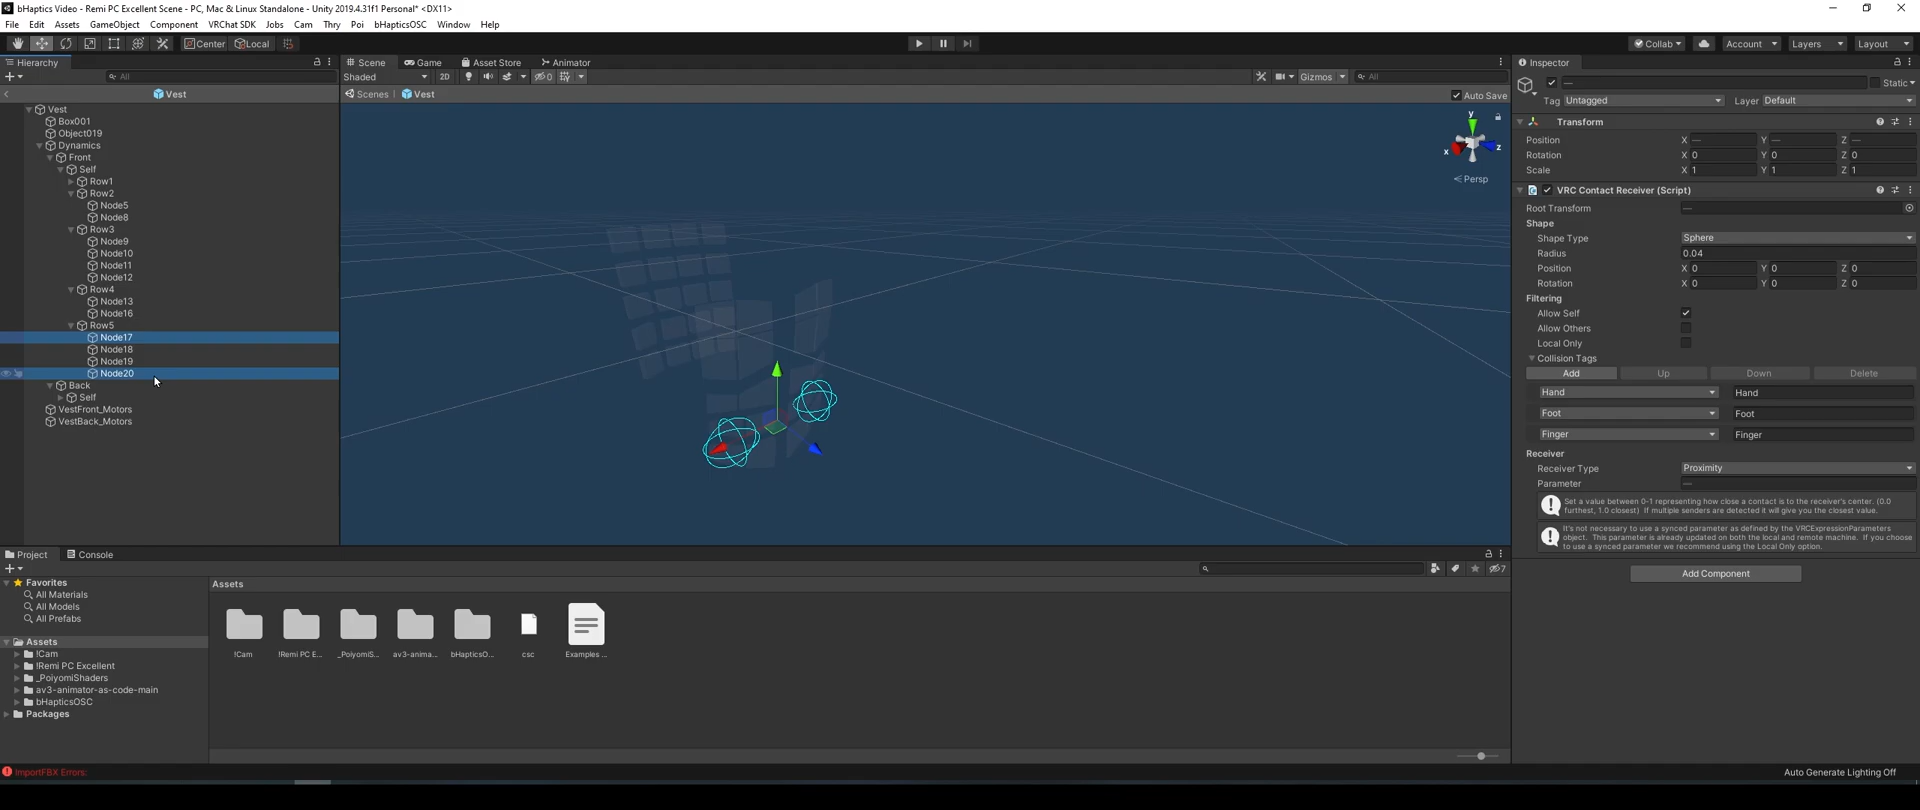 bHaptics Video - Remi PC Excellent Scene - PC, Mac & Linux Standalone - Unity 2019.4.31f1 Personal* <DX11>
File Edit Assets GameObject Component VRChat SDK Jobs Cam Thry Poi bHapticsOSC Window Help
Center Local Collab Account Layers Layout
Hierarchy
All
Vest
Vest
Box001
Object019
Dynamics
Front
Self
Row1
Row2
Node5
Node8
Row3
Node9
Node10
Node11
Node12
Row4
Node13
Node16
Row5
Node17
Node18
Node19
Node20
Back
Self
VestFront_Motors
VestBack_Motors
Scene Game Asset Store Animator
Shaded 2D 0 Gizmos All
Scenes Vest Auto Save
y
x z
< Persp
Inspector
— Static
Tag Untagged Layer Default
Transform
Position X — Y — Z —
Rotation X 0 Y 0 Z 0
Scale X 1 Y 1 Z 1
VRC Contact Receiver (Script)
Root Transform —
Shape
Shape Type Sphere
Radius 0.04
Position X 0 Y 0 Z 0
Rotation X 0 Y 0 Z 0
Filtering
Allow Self
Allow Others
Local Only
Collision Tags
Add Up Down Delete
Hand Hand
Foot Foot
Finger Finger
Receiver
Receiver Type Proximity
Parameter —
Set a value between 0-1 representing how close a contact is to the receiver's center. (0.0
furthest, 1.0 closest) If multiple senders are detected it will give you the closest value.
It's not necessary to use a synced parameter as defined by the VRCExpressionParameters
object. This parameter is already updated on both the local and remote machine. If you choose
to use a synced parameter we recommend using the Local Only option.
Add Component
Project Console
7
Favorites
All Materials
All Models
All Prefabs
Assets
!Cam
!Remi PC Excellent
_PoiyomiShaders
av3-animator-as-code-main
bHapticsOSC
Packages
Assets
!Cam !Remi PC E... _PoiyomiS... av3-anima... bHapticsO... csc Examples ...
ImportFBX Errors:
Auto Generate Lighting Off